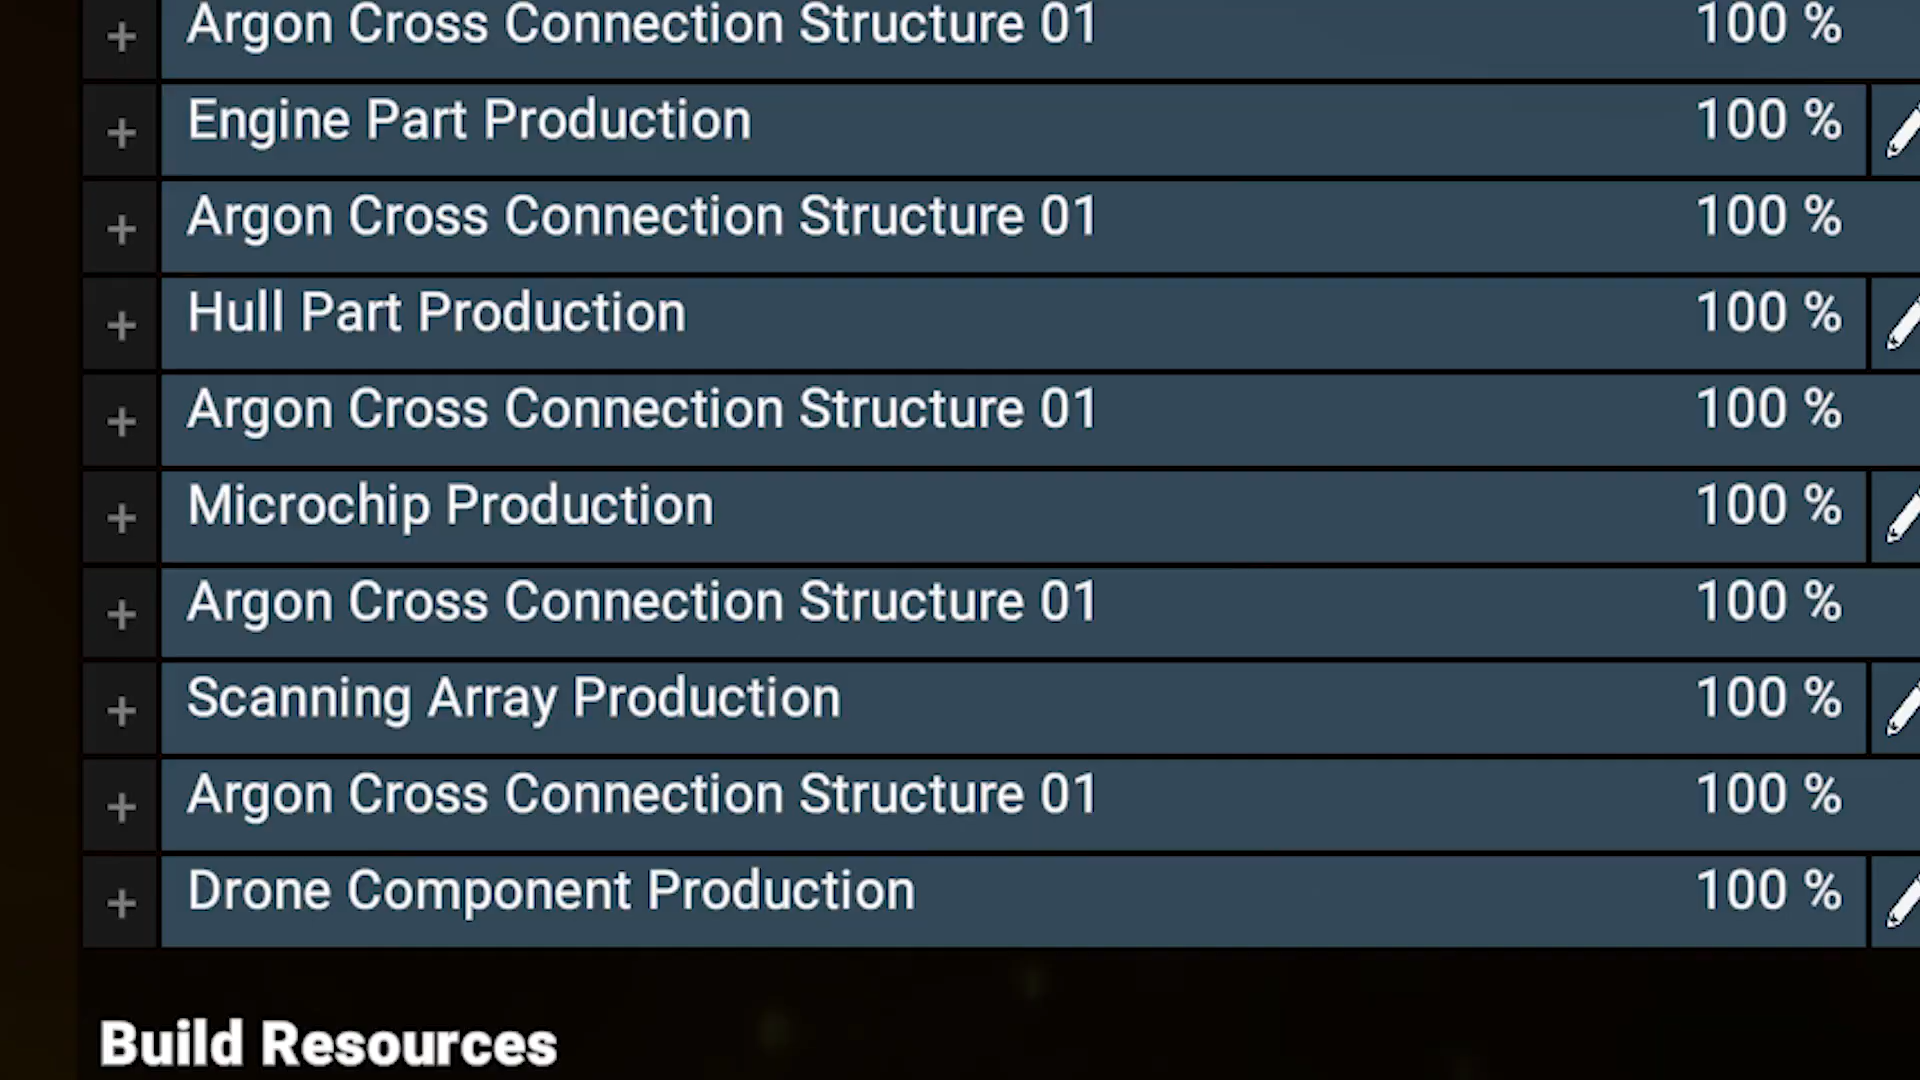 + Argon Cross Connection Structure 01 100 %
+ Engine Part Production 100 %
+ Argon Cross Connection Structure 01 100 %
+ Hull Part Production 100 %
+ Argon Cross Connection Structure 01 100 %
+ Microchip Production 100 %
+ Argon Cross Connection Structure 01 100 %
+ Scanning Array Production 100 %
+ Argon Cross Connection Structure 01 100 %
+ Drone Component Production 100 %
Build Resources